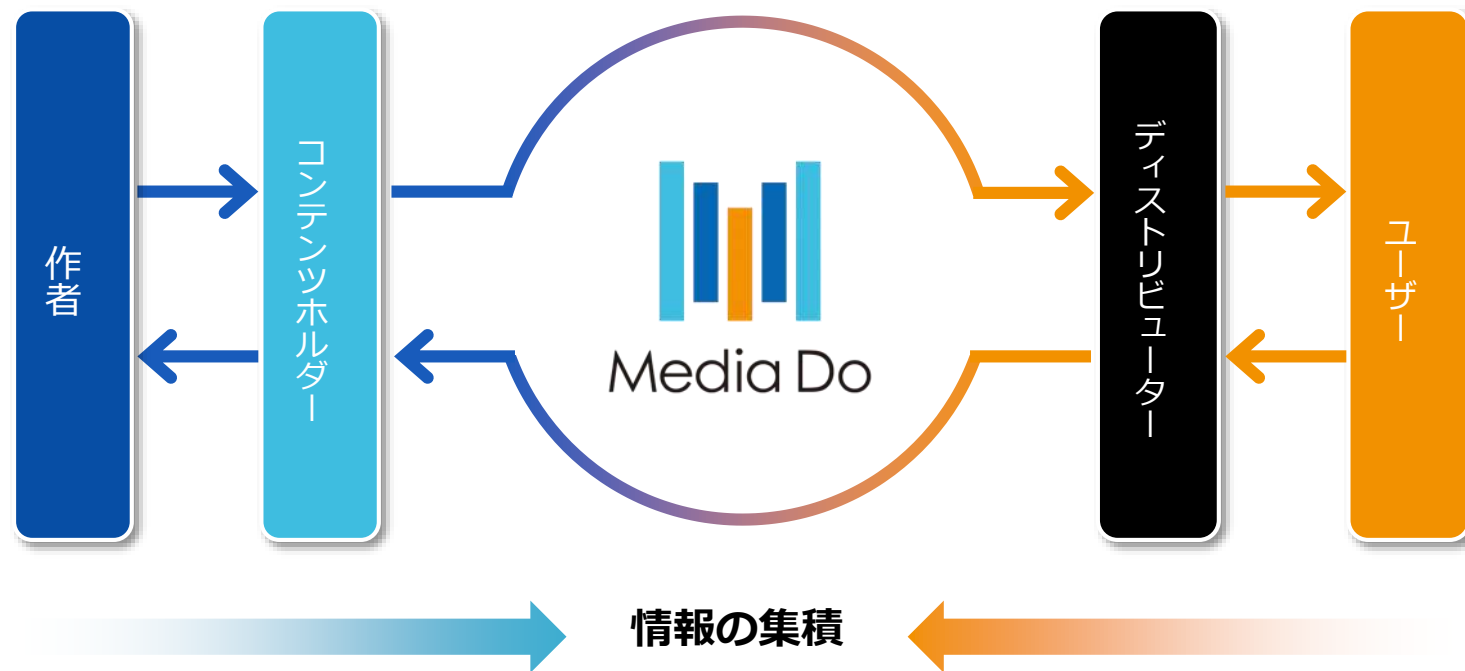 作者
コンテンツホルダー
Media Do
ディストリビューター
ユーザー
情報の集積